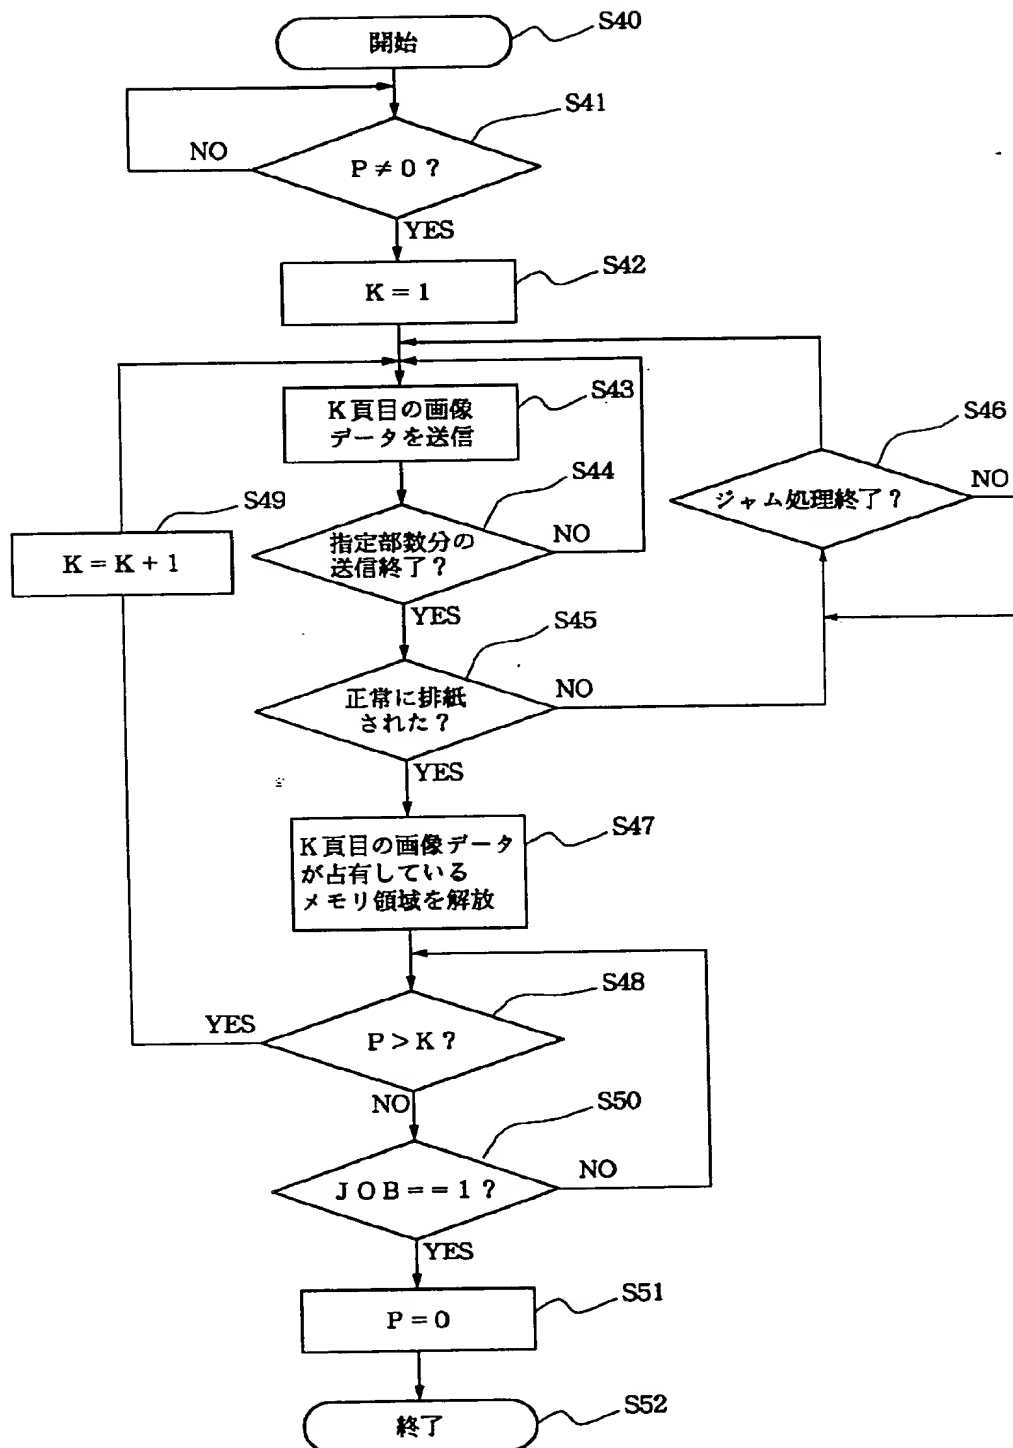 開始
S40
S41
P≠0?
NO
YES
S42
K=1
S43
K頁目の画像
データを送信
S44
指定部数分の
送信終了?
NO
YES
S46
ジャム処理終了?
NO
S49
K=K+1
S45
正常に排紙
された?
NO
YES
S47
K頁目の画像データ
が占有している
メモリ領域を解放
S48
P>K?
YES
NO
S50
JOB==1?
NO
YES
S51
P=0
S52
終了